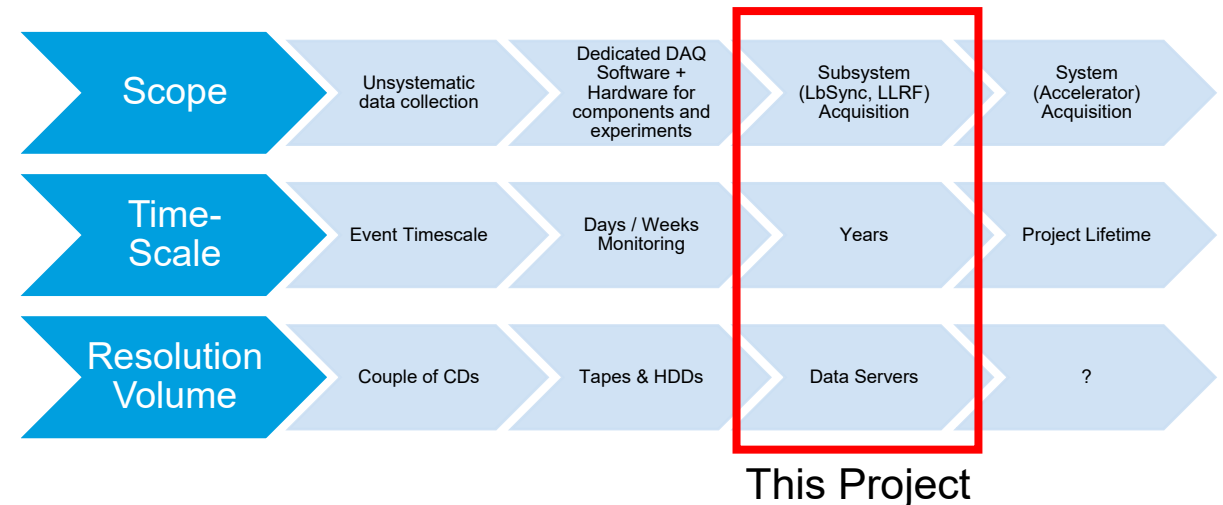 Scope
Unsystematic
data collection
Dedicated DAQ
Software +
Hardware for
components and
experiments
Subsystem
(LbSync, LLRF)
Acquisition
System
(Accelerator)
Acquisition
Time-
Scale
Event Timescale
Days / Weeks
Monitoring
Years
Project Lifetime
Resolution
Volume
Couple of CDs
Tapes & HDDs
Data Servers
?
This Project